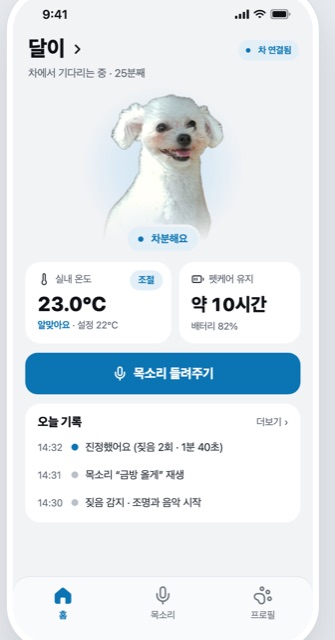 9:41
달이 ›
차 연결됨
차에서 기다리는 중 · 25분째
차분해요
실내 온도
조절
23.0°C
알맞아요 · 설정 22°C
펫케어 유지
약 10시간
배터리 82%
목소리 들려주기
오늘 기록
더보기 ›
14:32 진정했어요 (짖음 2회 · 1분 40초)
14:31 목소리 “금방 올게” 재생
14:30 짖음 감지 · 조명과 음악 시작
홈
목소리
프로필